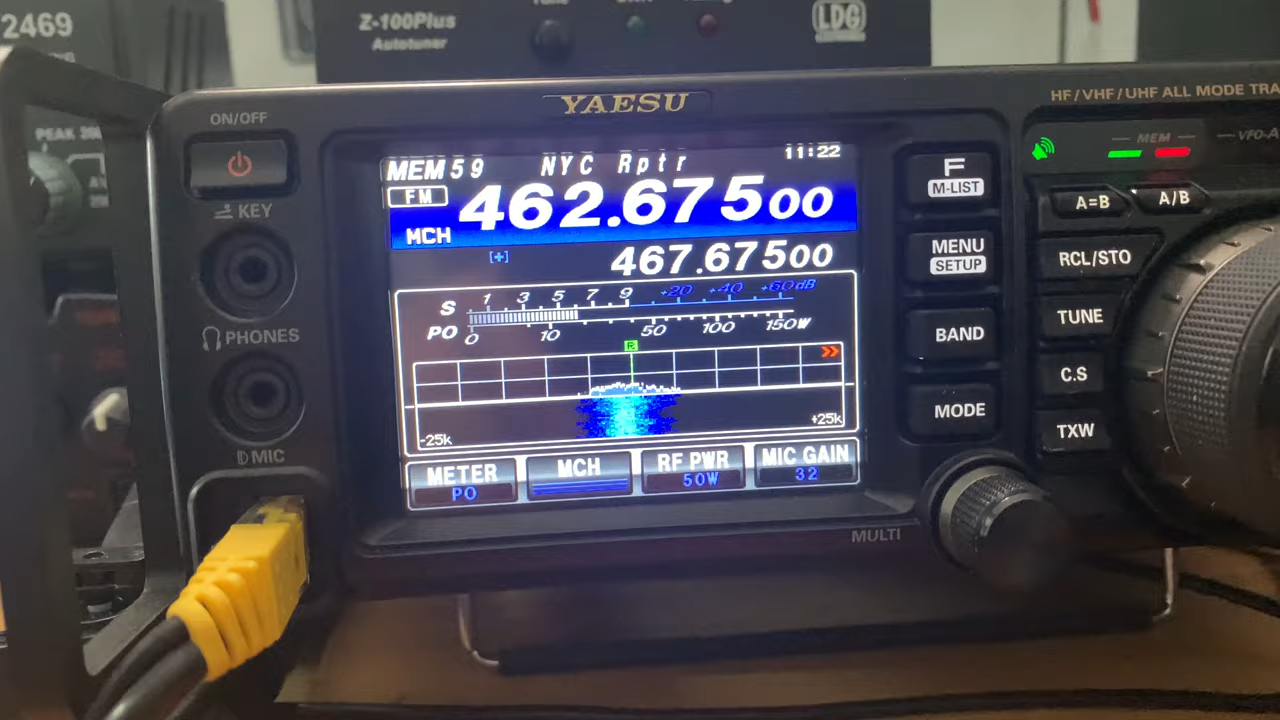 2469
Z-100Plus
Autotuner
LDG
PEAK 200
YAESU
HF/VHF/UHF ALL MODE TRA
ON/OFF
KEY
PHONES
MIC
MEM 59 NYC Rptr 11:22
FM 462.67500
MCH
[+] 467.67500
S 1 3 5 7 9 +20 +40 +60dB
PO 0 10 50 100 150W
R
-25k +25k
METER
PO
MCH
RF PWR
50W
MIC GAIN
32
F
M-LIST
MENU
SETUP
BAND
MODE
MULTI
MEM VFO-A
A=B A/B
RCL/STO
TUNE
C.S
TXW